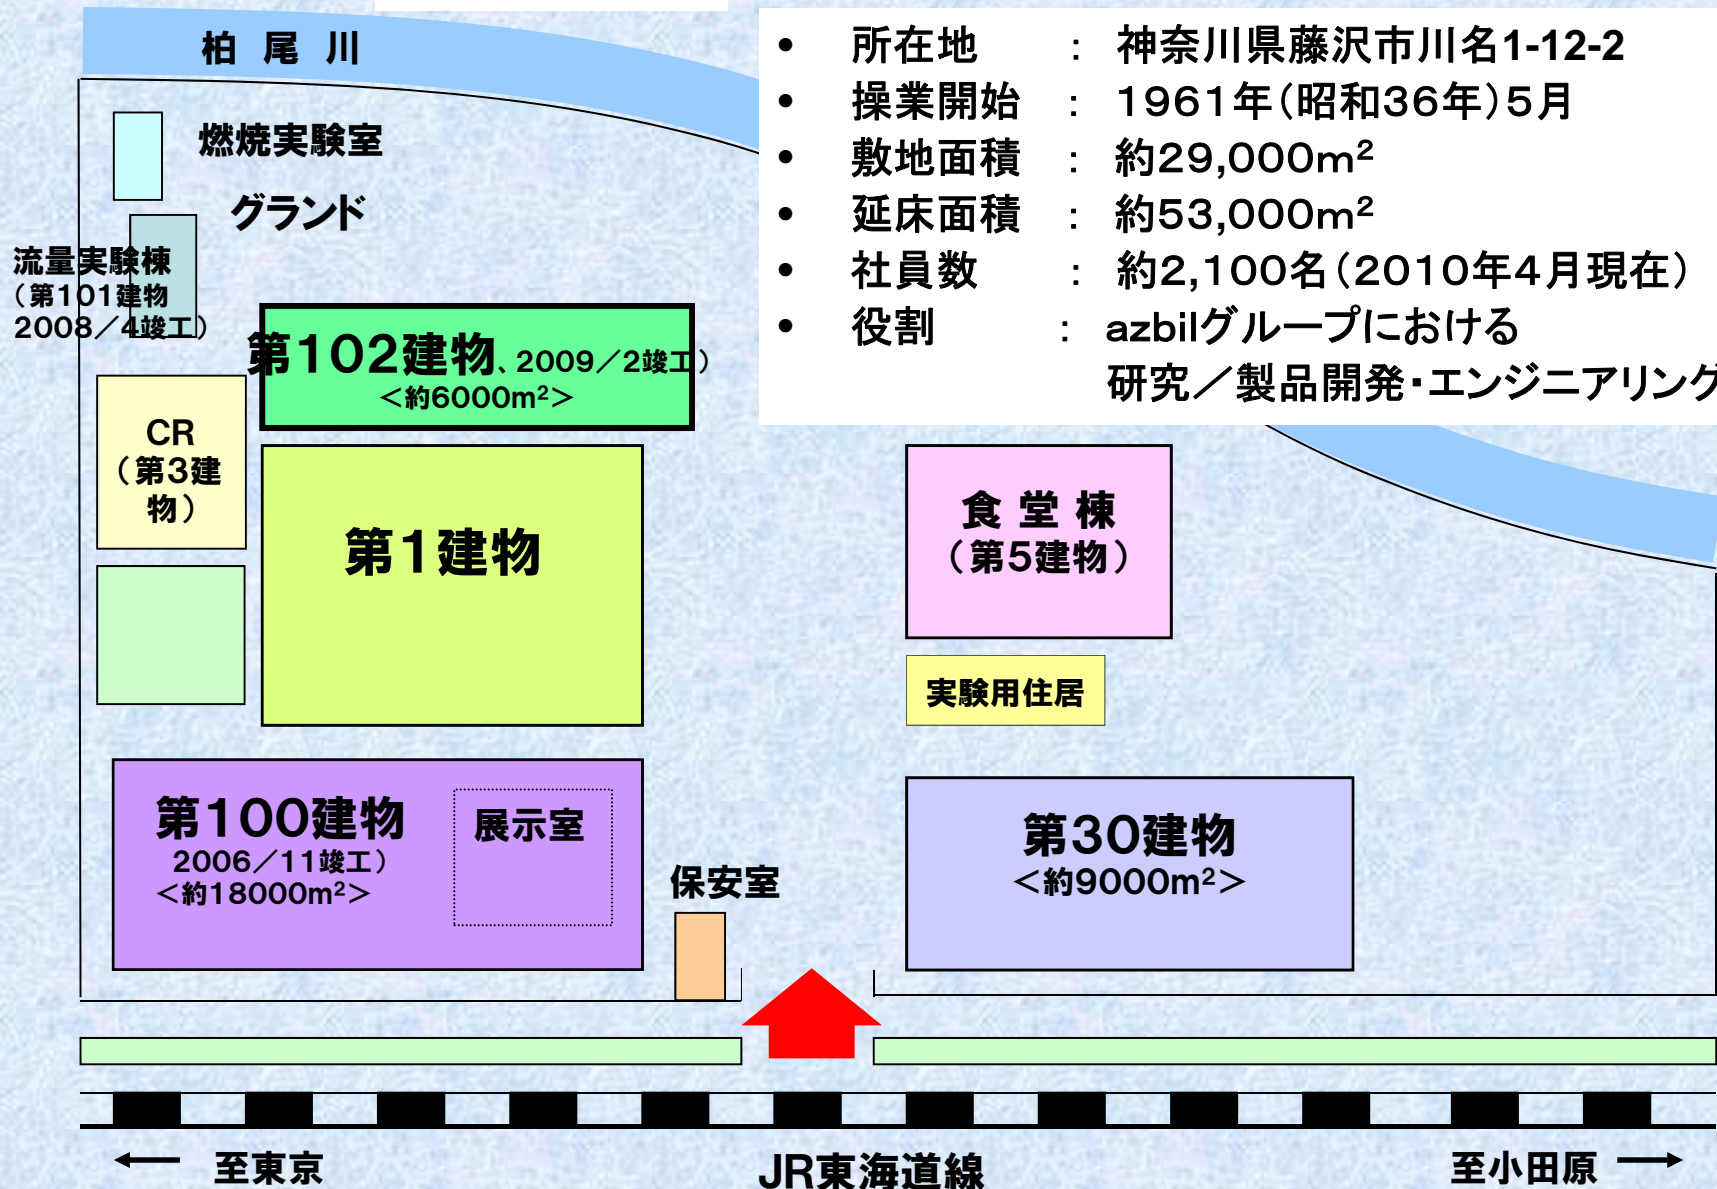 柏 尾 川
• 所在地 : 神奈川県藤沢市川名1-12-2
• 操業開始 : 1961年(昭和36年)5月
• 敷地面積 : 約29,000m²
• 延床面積 : 約53,000m²
• 社員数 : 約2,100名(2010年4月現在)
• 役割 : azbilグループにおける
研究/製品開発・エンジニアリング
燃焼実験室
グランド
流量実験棟
(第101建物
2008/4竣工)
第102建物、2009/2竣工)
<約6000m²>
CR
(第3建
物)
第1建物
食 堂 棟
(第5建物)
実験用住居
第100建物
2006/11竣工)
<約18000m²>
展示室
保安室
第30建物
<約9000m²>
← 至東京
JR東海道線
至小田原 →